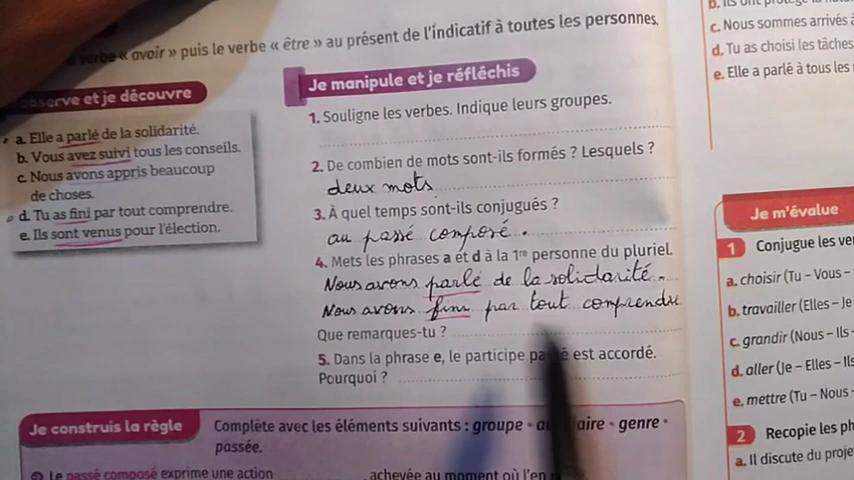 verbe « avoir » puis le verbe « être » au présent de l'indicatif à toutes les personnes.
observe et je découvre
a. Elle a parlé de la solidarité.
b. Vous avez suivi tous les conseils.
c. Nous avons appris beaucoup
de choses.
d. Tu as fini par tout comprendre.
e. Ils sont venus pour l'élection.
Je manipule et je réfléchis
1. Souligne les verbes. Indique leurs groupes.
2. De combien de mots sont-ils formés ? Lesquels ?
deux mots
3. À quel temps sont-ils conjugués ?
au passé composé.
4. Mets les phrases a et d à la 1re personne du pluriel.
Nous avons parlé de la solidarité.
Nous avons fini par tout comprendre
Que remarques-tu ?
5. Dans la phrase e, le participe passé est accordé.
Pourquoi ?
Je construis la règle
Complète avec les éléments suivants : groupe • genre •
passée.
Le passé composé exprime une action achevée au moment où l'en
c. Nous sommes arrivés à
d. Tu as choisi les tâches
e. Elle a parlé à tous les
Je m'évalue
1 Conjugue les ve
a. choisir (Tu – Vous –
b. travailler (Elles – Je
c. grandir (Nous – Ils
d. aller (Je – Elles – Ils
e. mettre (Tu – Nous
2 Recopie les ph
a. Il discute du proje